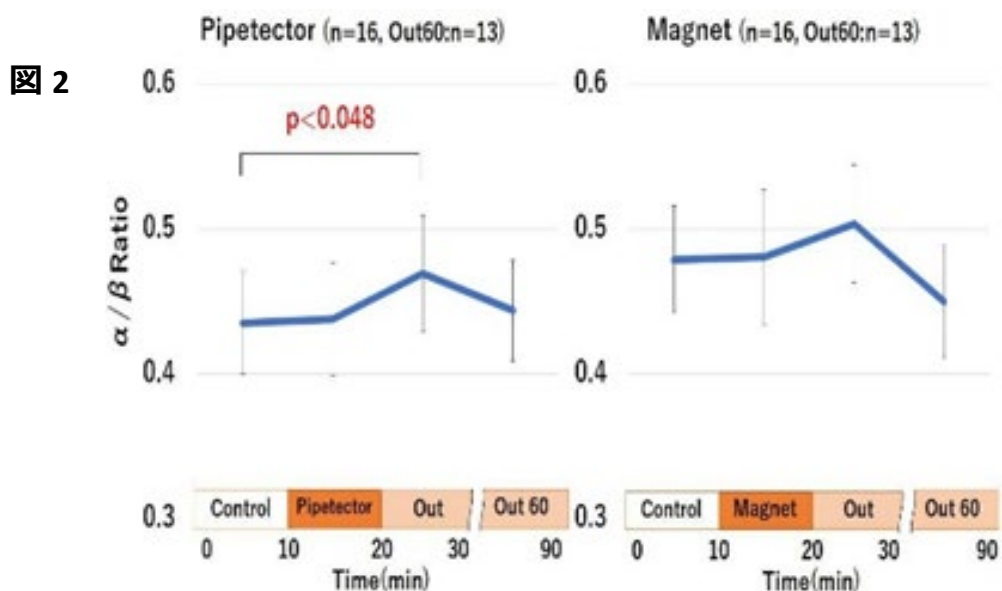 図 2
Pipetector (n=16, Out60:n=13)
0.6
p<0.048
0.5
α / β Ratio
0.4
0.3
Control Pipetector Out Out 60
0 10 20 30 90
Time(min)
Magnet (n=16, Out60:n=13)
0.6
0.5
0.4
0.3
Control Magnet Out Out 60
0 10 20 30 90
Time(min)